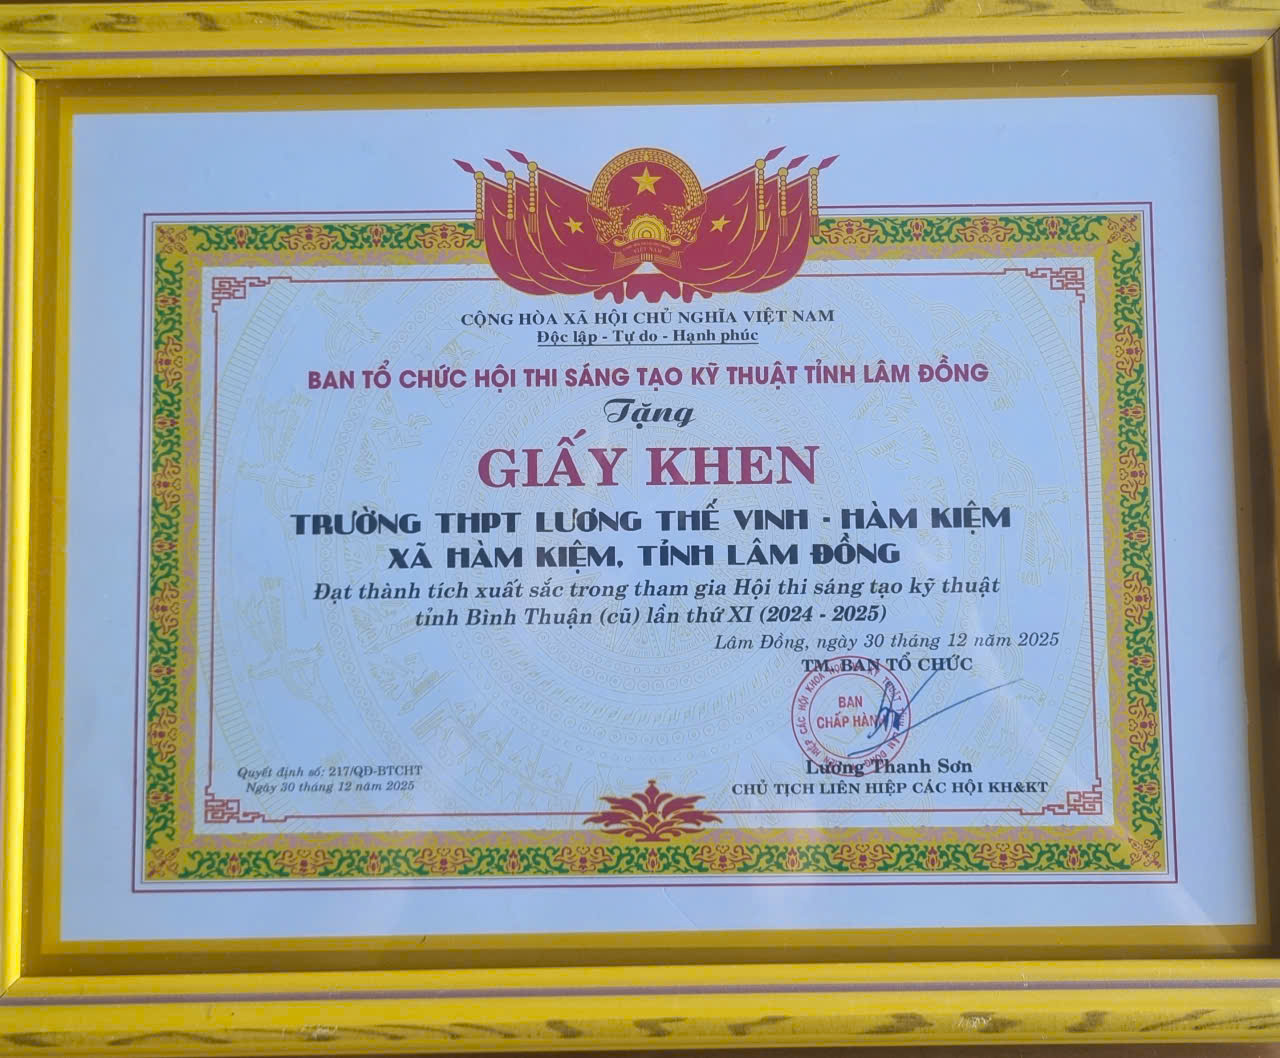 VIỆT NAM
CỘNG HÒA XÃ HỘI CHỦ NGHĨA VIỆT NAM
Độc lập - Tự do - Hạnh phúc
BAN TỔ CHỨC HỘI THI SÁNG TẠO KỸ THUẬT TỈNH LÂM ĐỒNG
Tặng
GIẤY KHEN
TRƯỜNG THPT LƯƠNG THẾ VINH - HÀM KIỆM
XÃ HÀM KIỆM, TỈNH LÂM ĐỒNG
Đạt thành tích xuất sắc trong tham gia Hội thi sáng tạo kỹ thuật
tỉnh Bình Thuận (cũ) lần thứ XI (2024 - 2025)
Lâm Đồng, ngày 30 tháng 12 năm 2025
TM. BAN TỔ CHỨC
BAN
CHẤP HÀNH
Lương Thanh Sơn
CHỦ TỊCH LIÊN HIỆP CÁC HỘI KH&KT
Quyết định số: 217/QĐ-BTCHT
Ngày 30 tháng 12 năm 2025